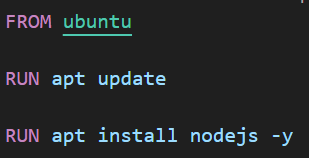 FROM ubuntu
RUN apt update
RUN apt install nodejs -y